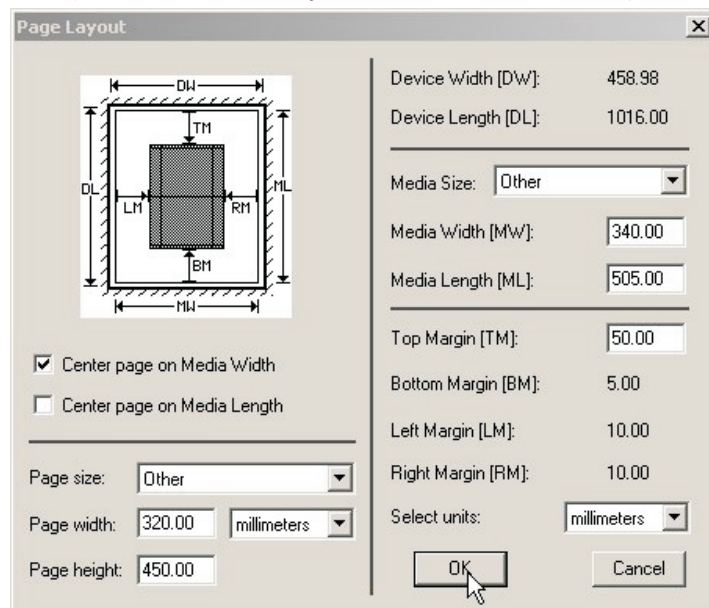 Page Layout
DW
TM
DL
ML
LM
RM
BM
MW
Center page on Media Width
Center page on Media Length
Page size: Other
Page width: 320.00 millimeters
Page height: 450.00
Device Width [DW]: 458.98
Device Length [DL]: 1016.00
Media Size: Other
Media Width [MW]: 340.00
Media Length [ML]: 505.00
Top Margin [TM]: 50.00
Bottom Margin [BM]: 5.00
Left Margin [LM]: 10.00
Right Margin [RM]: 10.00
Select units: millimeters
OK Cancel